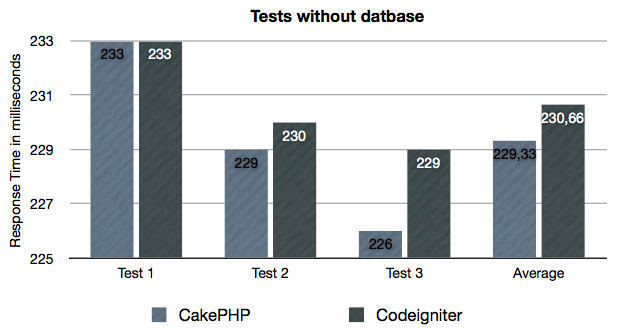 Tests without datbase
Response Time in milliseconds
233
231
229
227
225
233
233
229
230
226
229
229,33
230,66
Test 1
Test 2
Test 3
Average
CakePHP
Codeigniter